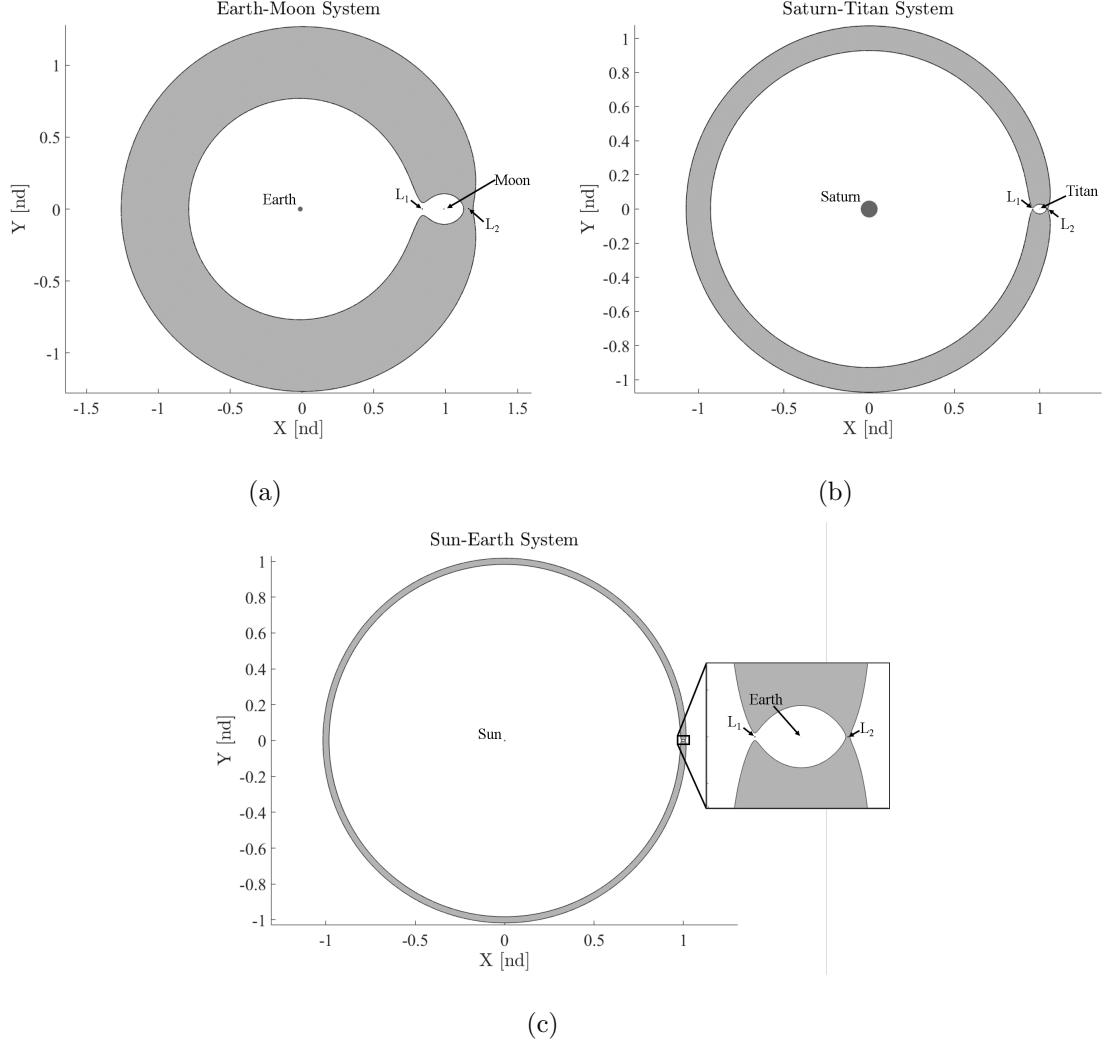 Earth-Moon System
1
0.5
0
-0.5
-1
Y [nd]
-1.5
-1
-0.5
0
0.5
1
1.5
X [nd]
Earth
L1
Moon
L2
(a)
Saturn-Titan System
1
0.8
0.6
0.4
0.2
0
-0.2
-0.4
-0.6
-0.8
-1
Y [nd]
-1
-0.5
0
0.5
1
X [nd]
Saturn
L1
Titan
L2
(b)
Sun-Earth System
1
0.8
0.6
0.4
0.2
0
-0.2
-0.4
-0.6
-0.8
-1
Y [nd]
-1
-0.5
0
0.5
1
X [nd]
Sun
Earth
L1
L2
(c)